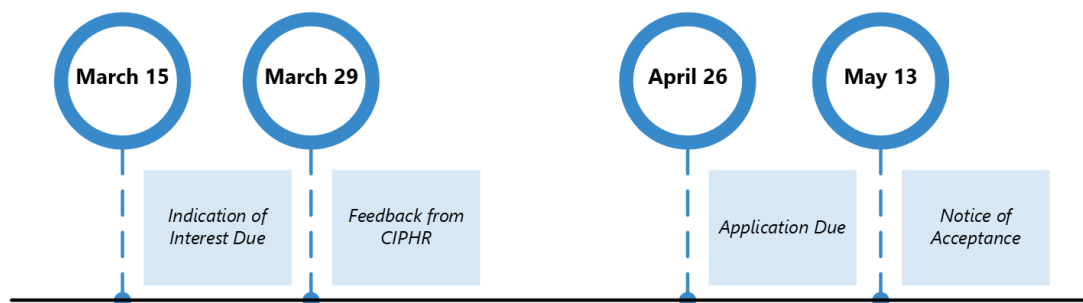 March 15
March 29
April 26
May 13
Indication of
Interest Due
Feedback from
CIPHR
Application Due
Notice of
Acceptance